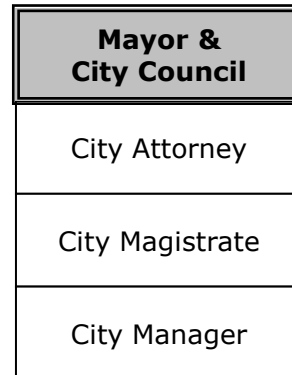 Mayor &
City Council
City Attorney
City Magistrate
City Manager